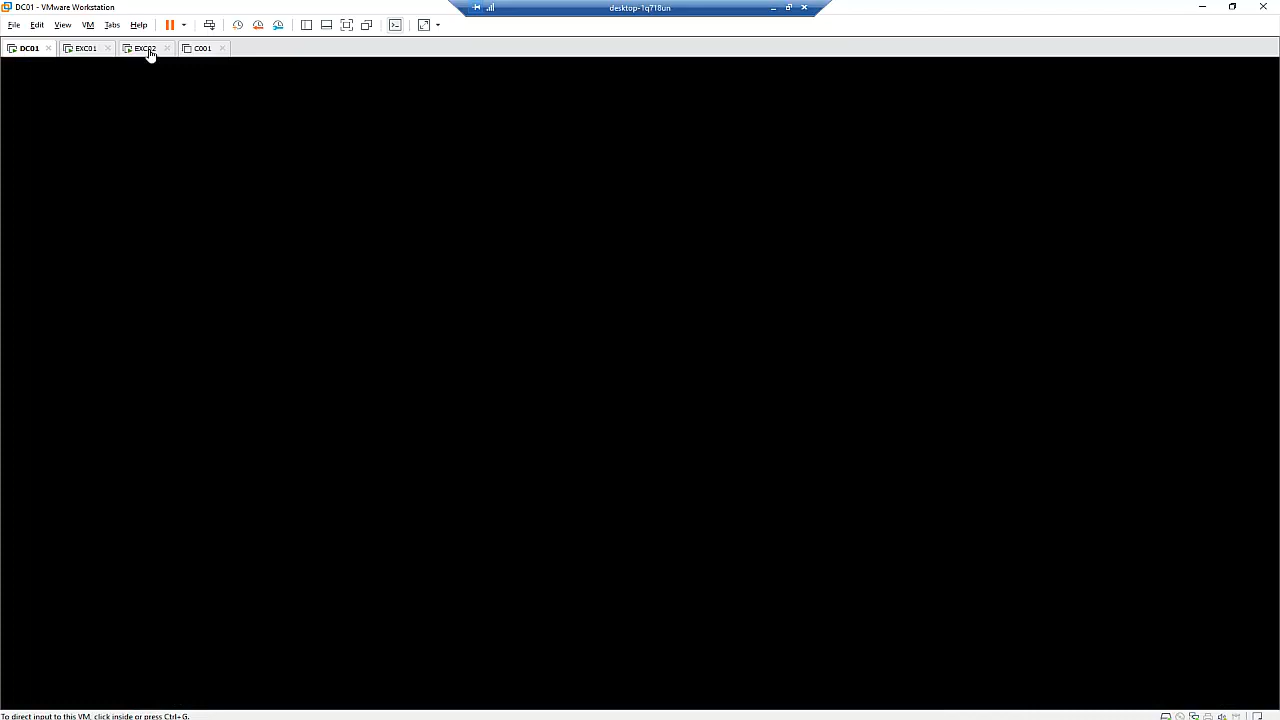 DC01 - VMware Workstation
desktop-1q718un
File Edit View VM Tabs Help
DC01 EXC01 EXC02 C001
To direct input to this VM, click inside or press Ctrl+G.